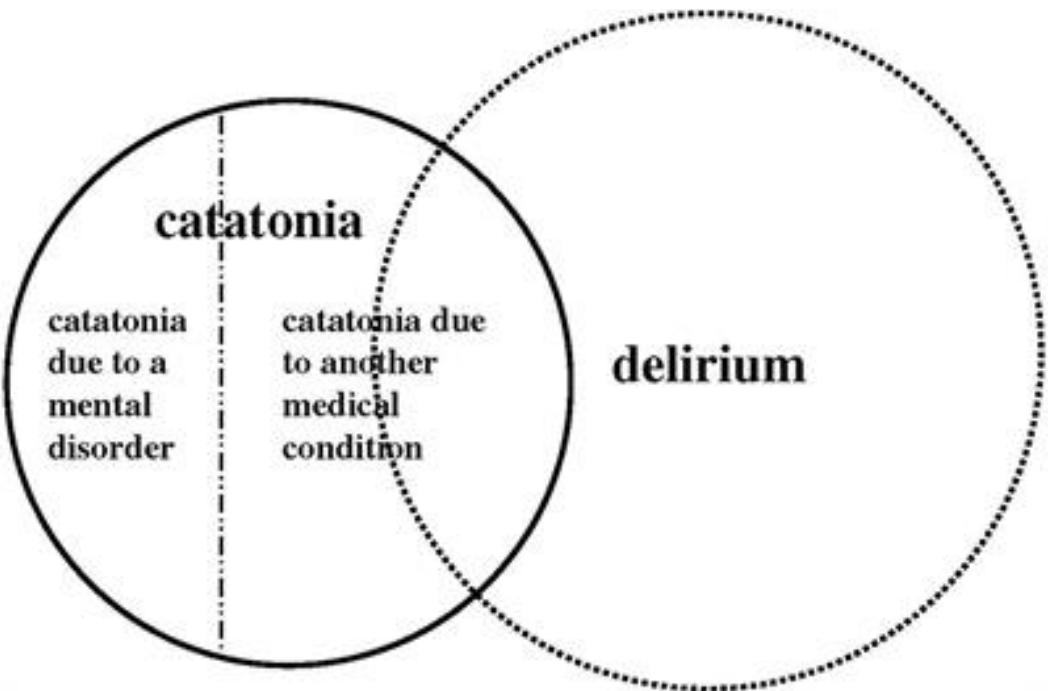 catatonia
catatonia
due to a
mental
disorder
catatonia due
to another
medical
condition
delirium